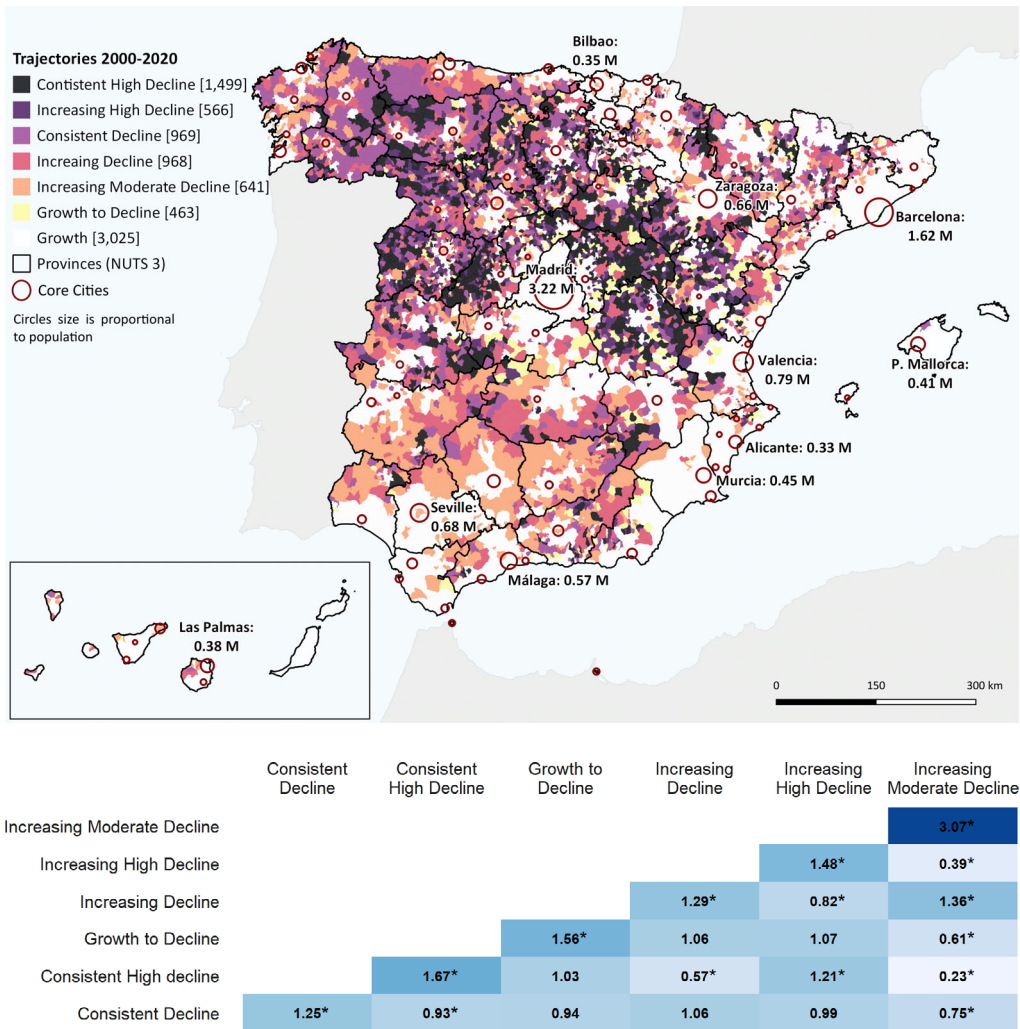 Trajectories 2000-2020
Contistent High Decline [1,499]
Increasing High Decline [566]
Consistent Decline [969]
Increaing Decline [968]
Increasing Moderate Decline [641]
Growth to Decline [463]
Growth [3,025]
Provinces (NUTS 3)
Core Cities
Circles size is proportional
to population
Bilbao:
0.35 M
Zaragoza:
0.66 M
Barcelona:
1.62 M
Madrid:
3.22 M
Valencia:
0.79 M
P. Mallorca:
0.41 M
Alicante: 0.33 M
Murcia: 0.45 M
Seville:
0.68 M
Málaga: 0.57 M
Las Palmas:
0.38 M
0 150 300 km
Consistent Decline
Consistent High Decline
Growth to Decline
Increasing Decline
Increasing High Decline
Increasing Moderate Decline
Increasing Moderate Decline 3.07*
Increasing High Decline 1.48* 0.39*
Increasing Decline 1.29* 0.82* 1.36*
Growth to Decline 1.56* 1.06 1.07 0.61*
Consistent High decline 1.67* 1.03 0.57* 1.21* 0.23*
Consistent Decline 1.25* 0.93* 0.94 1.06 0.99 0.75*